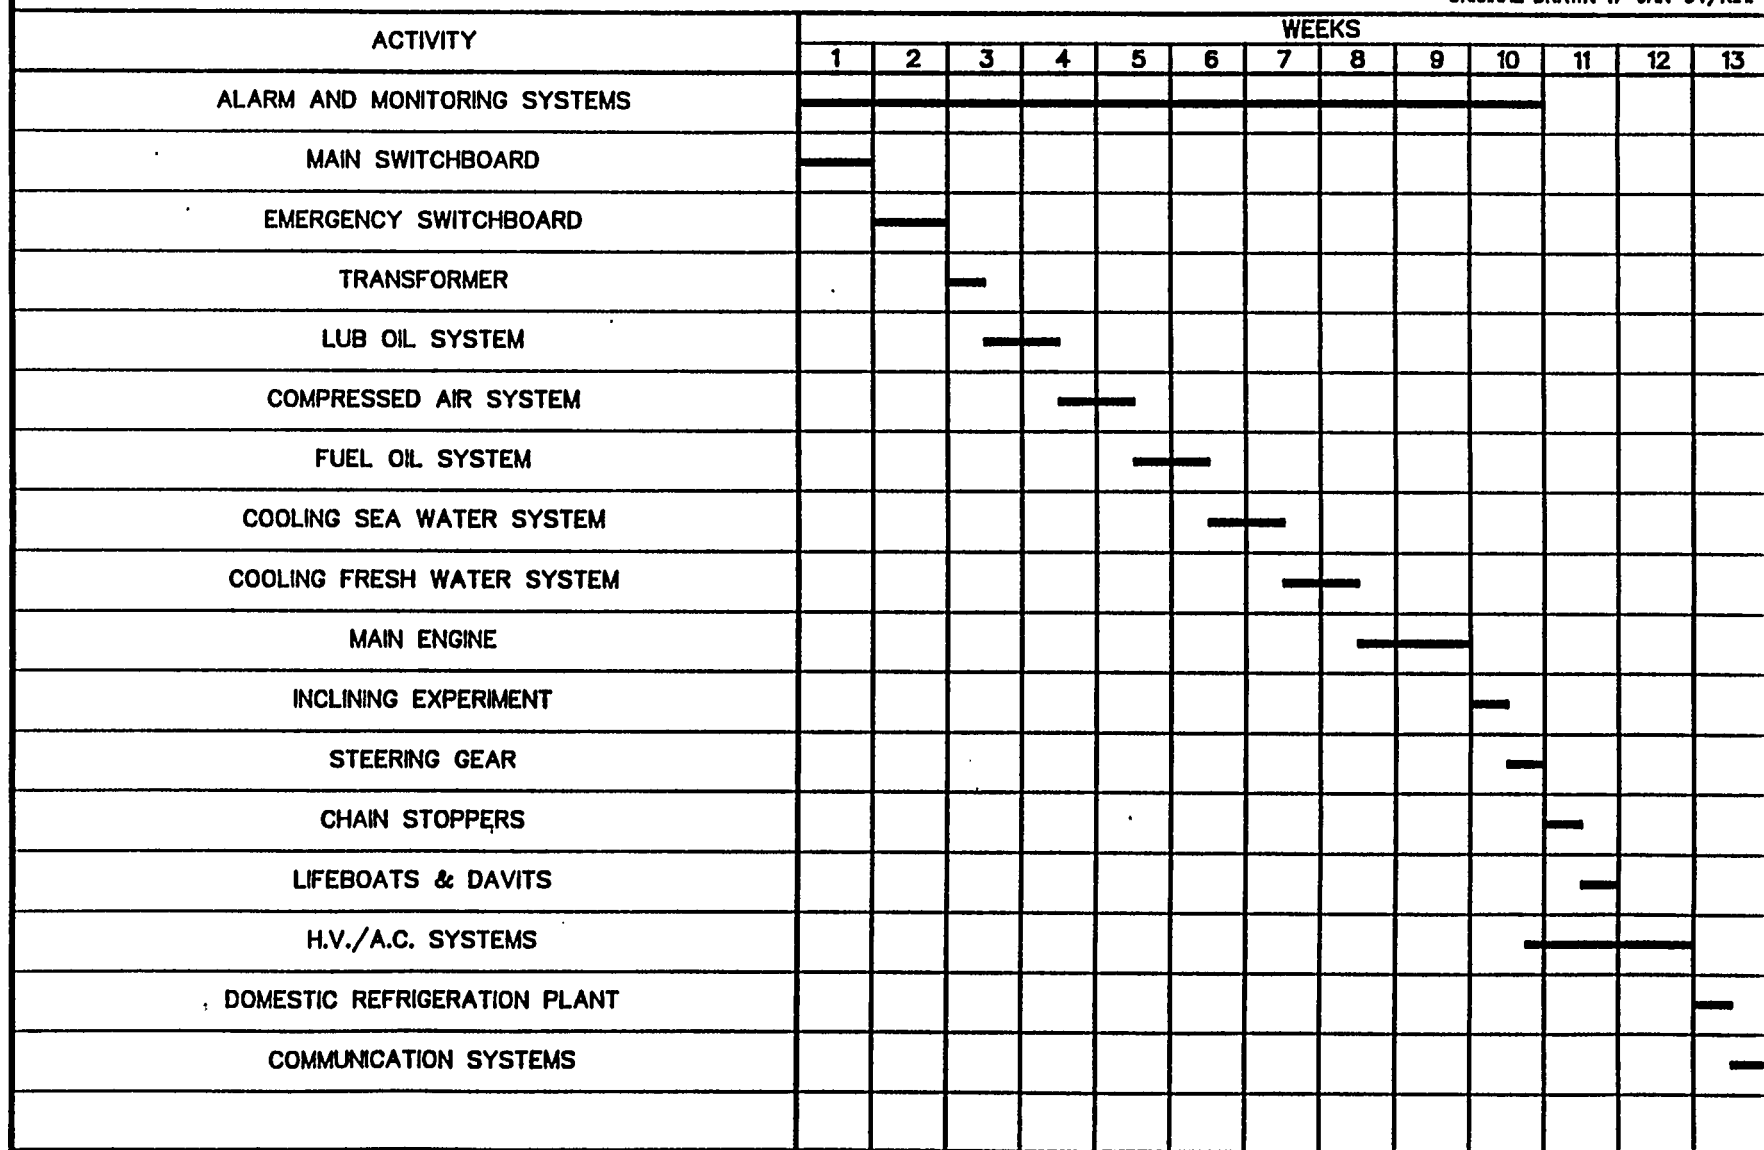 ACTIVITY
WEEKS
1 2 3 4 5 6 7 8 9 10 11 12 13
ALARM AND MONITORING SYSTEMS
MAIN SWITCHBOARD
EMERGENCY SWITCHBOARD
TRANSFORMER
LUB OIL SYSTEM
COMPRESSED AIR SYSTEM
FUEL OIL SYSTEM
COOLING SEA WATER SYSTEM
COOLING FRESH WATER SYSTEM
MAIN ENGINE
INCLINING EXPERIMENT
STEERING GEAR
CHAIN STOPPERS
LIFEBOATS & DAVITS
H.V./A.C. SYSTEMS
DOMESTIC REFRIGERATION PLANT
COMMUNICATION SYSTEMS